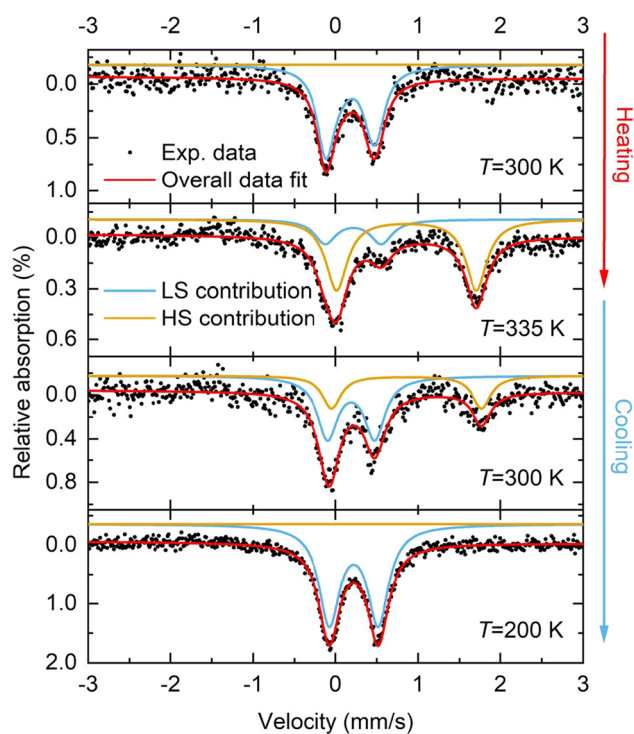 -3 -2 -1 0 1 2 3
0.0
0.5
1.0
Exp. data
Overall data fit
T=300 K
0.0
0.3
0.6
LS contribution
HS contribution
T=335 K
0.0
0.4
0.8
T=300 K
0.0
1.0
2.0
T=200 K
-3 -2 -1 0 1 2 3
Velocity (mm/s)
Relative absorption (%)
Heating
Cooling